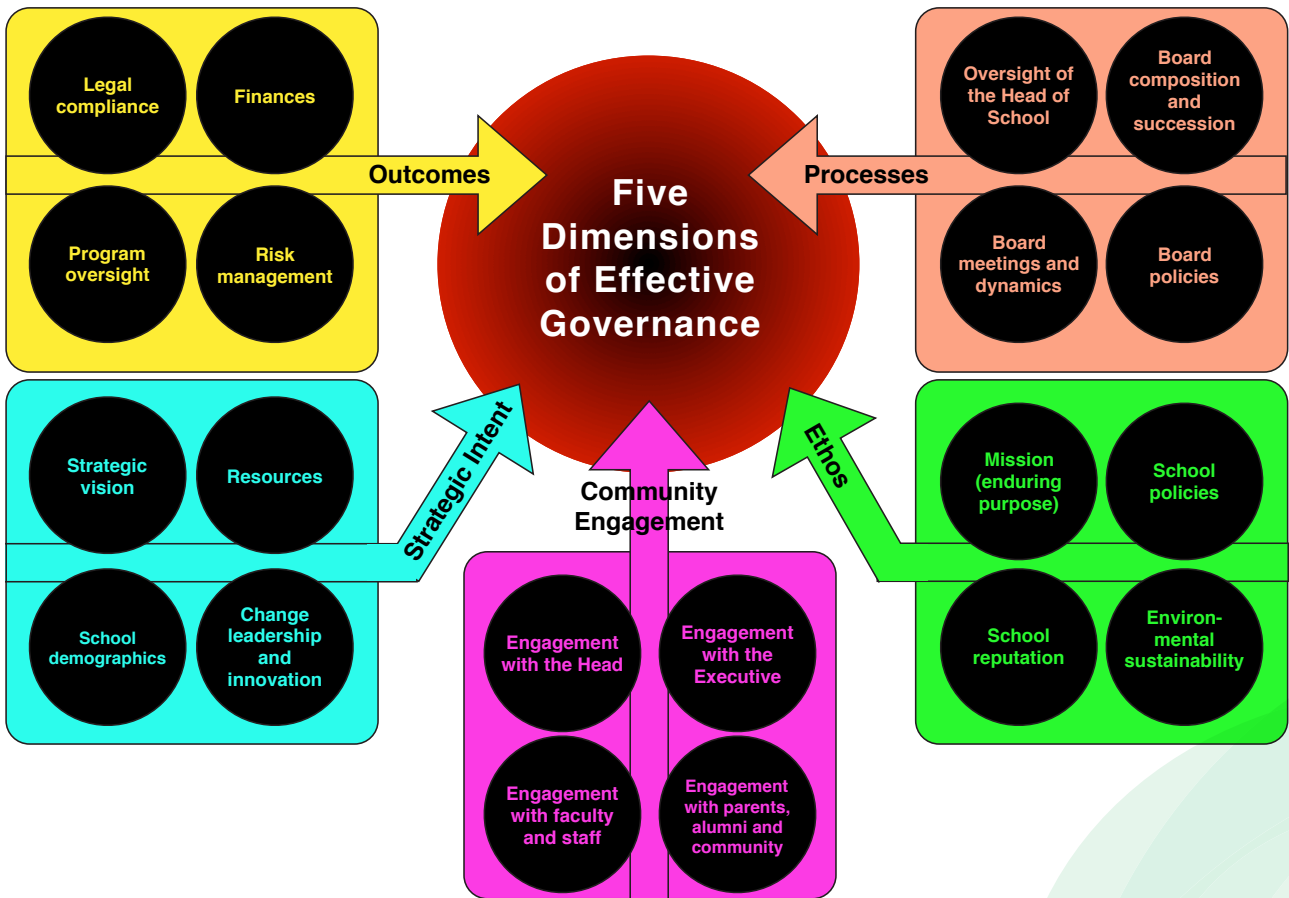 Legal
compliance
Finances
Program
oversight
Risk
management
Outcomes
Five
Dimensions
of Effective
Governance
Processes
Oversight of
the Head of
School
Board
composition
and
succession
Board
meetings and
dynamics
Board
policies
Strategic
vision
Resources
School
demographics
Change
leadership
and
innovation
Strategic Intent
Community
Engagement
Engagement
with the Head
Engagement
with the
Executive
Engagement
with faculty
and staff
Engagement
with parents,
alumni and
community
Ethos
Mission
(enduring
purpose)
School
policies
School
reputation
Environ-
mental
sustainability